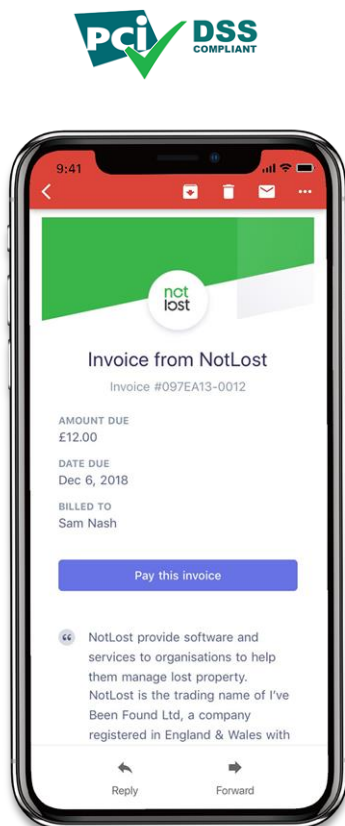 PCI DSS
COMPLIANT
9:41
not
lost
Invoice from NotLost
Invoice #097EA13-0012
AMOUNT DUE
£12.00
DATE DUE
Dec 6, 2018
BILLED TO
Sam Nash
Pay this invoice
NotLost provide software and
services to organisations to help
them manage lost property.
NotLost is the trading name of I've
Been Found Ltd, a company
registered in England & Wales with
Reply Forward